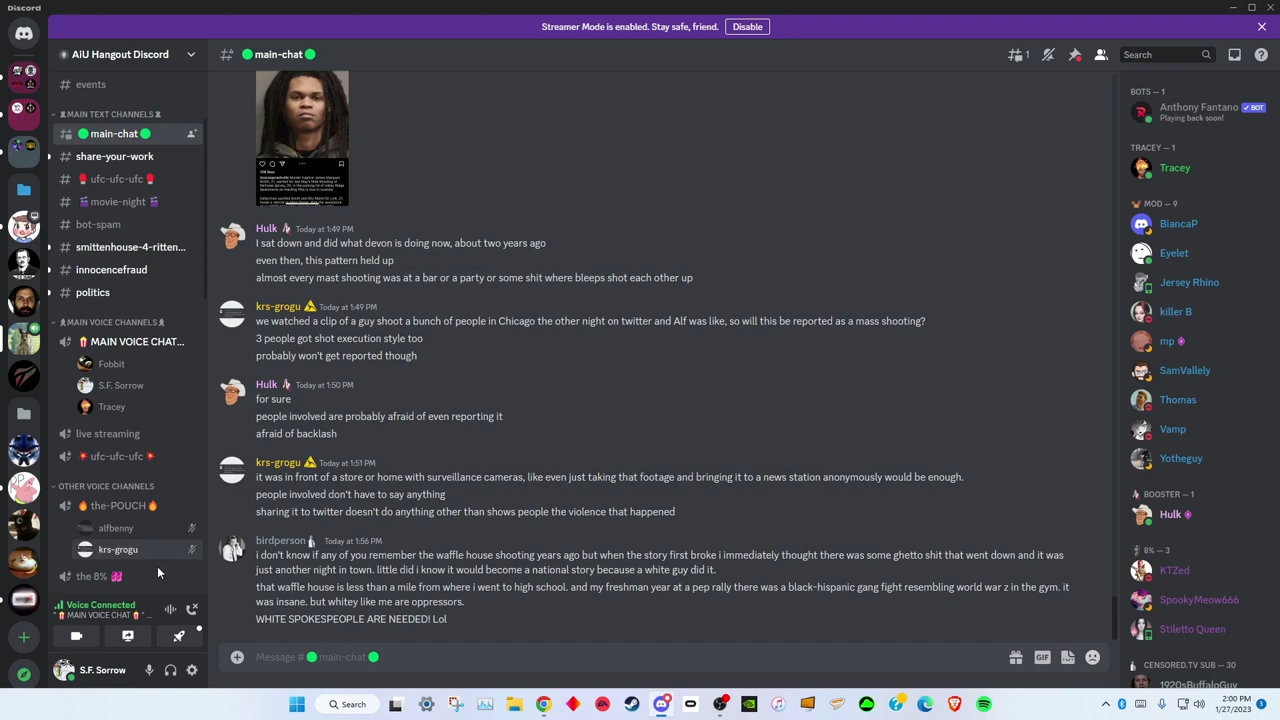 Discord
Streamer Mode is enabled. Stay safe, friend.
Disable
AiU Hangout Discord
main-chat
1
Search
events
MAIN TEXT CHANNELS
main-chat
share-your-work
ufc-ufc-ufc
movie-night
bot-spam
smittenhouse-4-ritten...
innocencefraud
politics
MAIN VOICE CHANNELS
MAIN VOICE CHAT...
Fobbit
S.F. Sorrow
Tracey
live streaming
ufc-ufc-ufc
OTHER VOICE CHANNELS
the-POUCH
alfbenny
krs-grogu
the 8%
Voice Connected
" MAIN VOICE CHAT " ...
S.F. Sorrow
Hulk Today at 1:49 PM
I sat down and did what devon is doing now, about two years ago
even then, this pattern held up
almost every mast shooting was at a bar or a party or some shit where bleeps shot each other up
krs-grogu Today at 1:49 PM
we watched a clip of a guy shoot a bunch of people in Chicago the other night on twitter and Alf was like, so will this be reported as a mass shooting?
3 people got shot execution style too
probably won't get reported though
Hulk Today at 1:50 PM
for sure
people involved are probably afraid of even reporting it
afraid of backlash
krs-grogu Today at 1:51 PM
it was in front of a store or home with surveillance cameras, like even just taking that footage and bringing it to a news station anonymously would be enough.
people involved don't have to say anything
sharing it to twitter doesn't do anything other than shows people the violence that happened
birdperson Today at 1:56 PM
i don't know if any of you remember the waffle house shooting years ago but when the story first broke i immediately thought there was some ghetto shit that went down and it was
just another night in town. little did i know it would become a national story because a white guy did it.
that waffle house is less than a mile from where i went to high school. and my freshman year at a pep rally there was a black-hispanic gang fight resembling world war z in the gym. it
was insane. but whitey like me are oppressors.
WHITE SPOKESPEOPLE ARE NEEDED! Lol
Message # main-chat
GIF
BOTS — 1
Anthony Fantano BOT
Playing back soon!
TRACEY — 1
Tracey
MOD — 9
BiancaP
Eyelet
Jersey Rhino
killer B
mp
SamVallely
Thomas
Vamp
Yotheguy
BOOSTER — 1
Hulk
8% — 3
KTZed
SpookyMeow666
Stiletto Queen
CENSORED.TV SUB — 30
1920sBuffaloGuy
Search
2:00 PM
1/27/2023
3